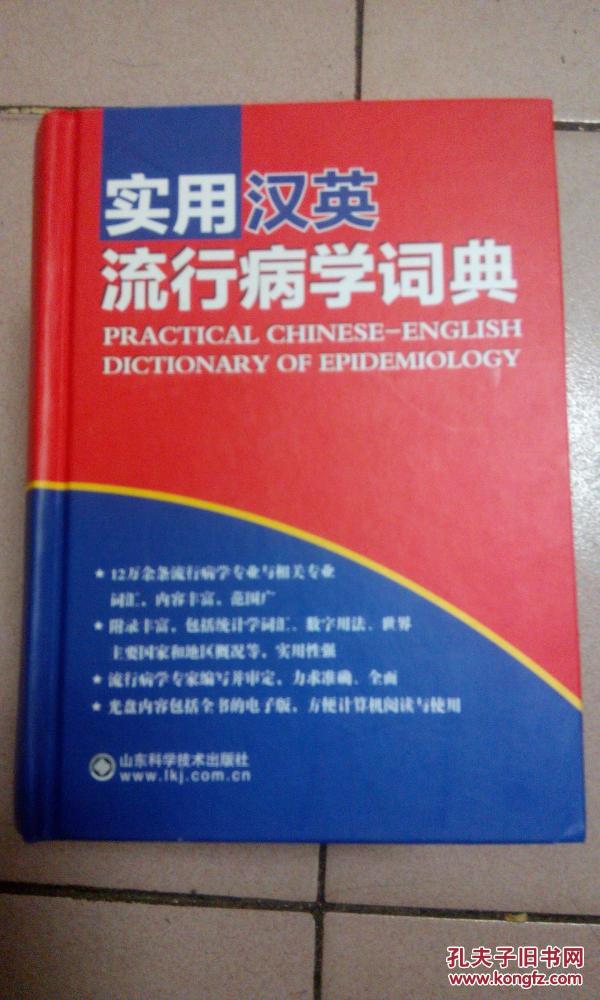 实用汉英
流行病学词典
PRACTICAL CHINESE-ENGLISH
DICTIONARY OF EPIDEMIOLOGY
★ 12万余条流行病学专业与相关专业
词汇，内容丰富，范围广
★ 附录丰富，包括统计学词汇、数字用法、世界
主要国家和地区概况等，实用性强
★ 流行病学专家编写并审定，力求准确、全面
★ 光盘内容包括全书的电子版，方便计算机阅读与使用
山东科学技术出版社
www.lkj.com.cn
孔夫子旧书网
www.kongfz.com